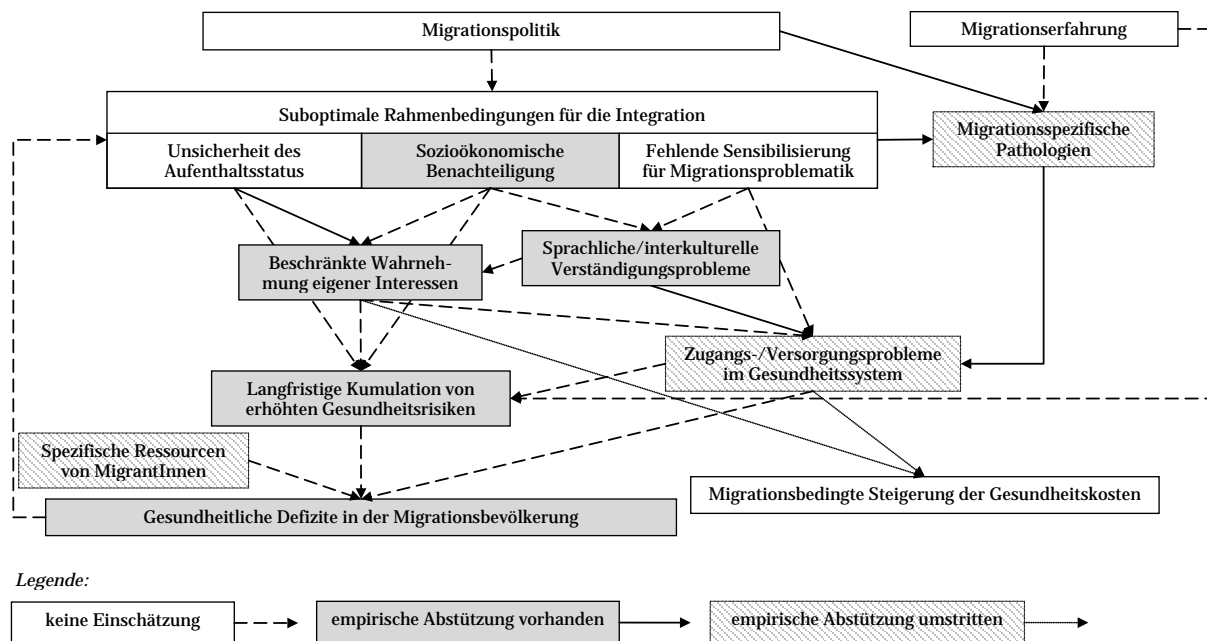 Migrationspolitik
Migrationserfahrung
Suboptimale Rahmenbedingungen für die Integration
Unsicherheit des
Aufenthaltsstatus
Sozioökonomische
Benachteiligung
Fehlende Sensibilisierung
für Migrationsproblematik
Migrationsspezifische
Pathologien
Beschränkte Wahrneh-
mung eigener Interessen
Sprachliche/interkulturelle
Verständigungsprobleme
Zugangs-/Versorgungsprobleme
im Gesundheitssystem
Langfristige Kumulation von
erhöhten Gesundheitsrisiken
Spezifische Ressourcen
von MigrantInnen
Migrationsbedingte Steigerung der Gesundheitskosten
Gesundheitliche Defizite in der Migrationsbevölkerung
Legende:
keine Einschätzung
empirische Abstützung vorhanden
empirische Abstützung umstritten